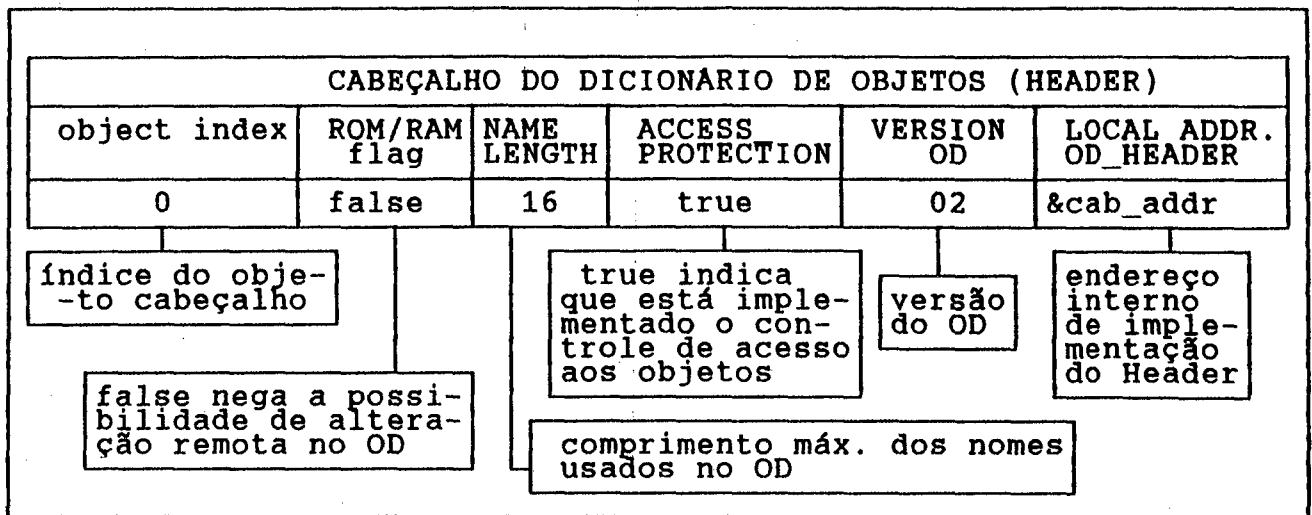 CABEÇALHO DO DICIONÁRIO DE OBJETOS (HEADER)
object index ROM/RAM NAME ACCESS VERSION LOCAL ADDR.
flag LENGTH PROTECTION OD OD_HEADER
0 false 16 true 02 &cab_addr
índice do obje-
-to cabeçalho
true indica
que está imple-
mentado o con-
trole de acesso
aos objetos
versão
do OD
endereço
interno
de imple-
mentação
do Header
false nega a possi-
bilidade de altera-
ção remota no OD
comprimento máx. dos nomes
usados no OD